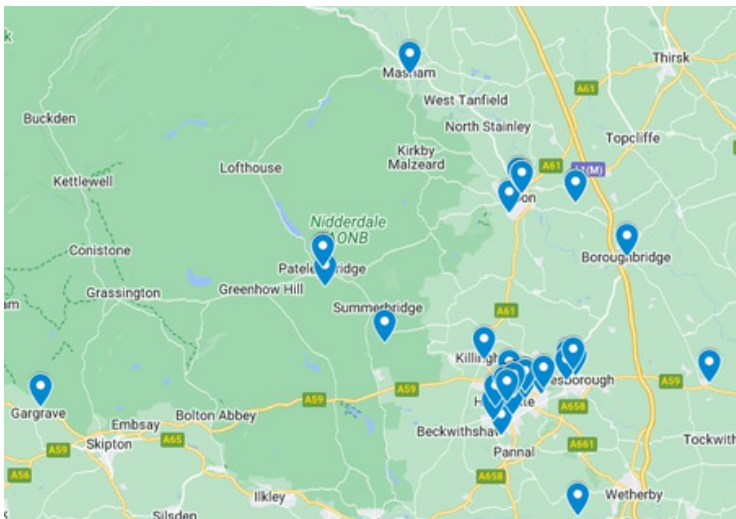 Masham
Thirsk
A61
West Tanfield
Buckden
North Stainley
Topcliffe
Kirkby
Malzeard
Lofthouse
A61
Kettlewell
Nidderdale
AONB
Conistone
Boroughbridge
Pateley Bridge
Greenhow Hill
Grassington
Summerbridge
A61
A59
A59
A59
Gargrave
Bolton Abbey
A658
Embsay
A65
Beckwithshaw
A661
Tockwith
A59
Skipton
Pannal
A56
A658
Ilkley
Wetherby
Silsden